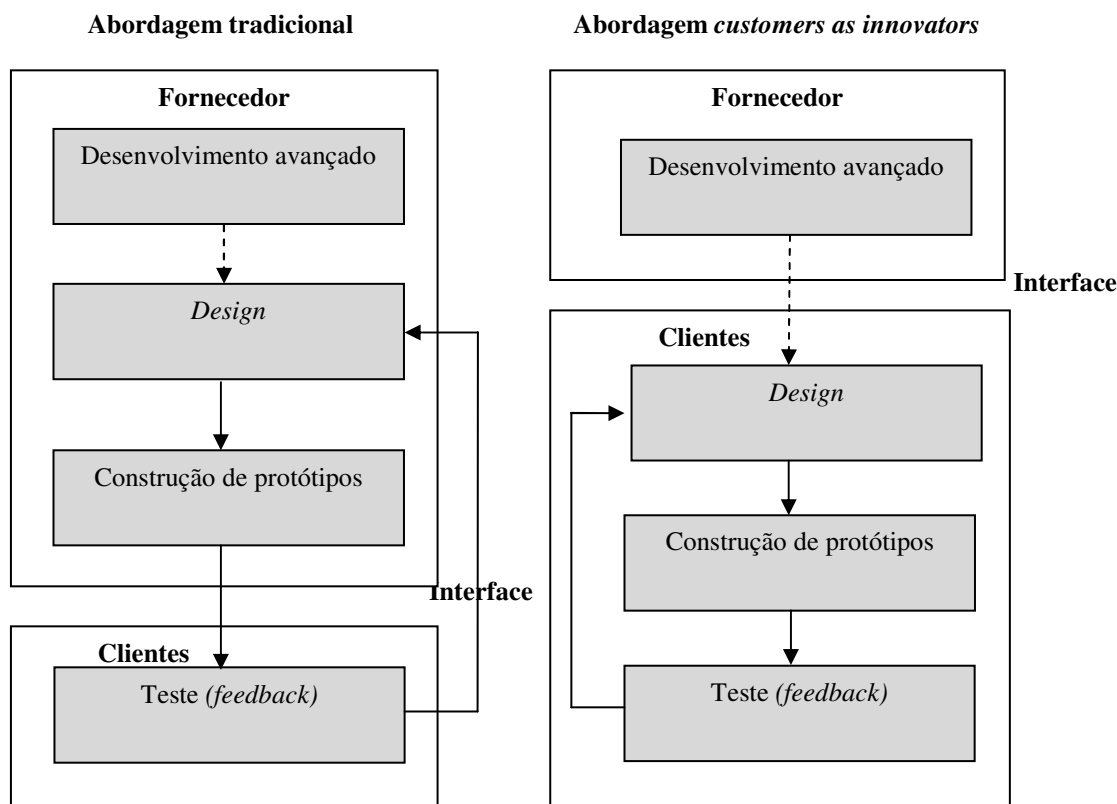 Abordagem tradicional
Fornecedor
Desenvolvimento avançado
Design
Construção de protótipos
Interface
Clientes
Teste (feedback)
Abordagem customers as innovators
Fornecedor
Desenvolvimento avançado
Interface
Clientes
Design
Construção de protótipos
Teste (feedback)